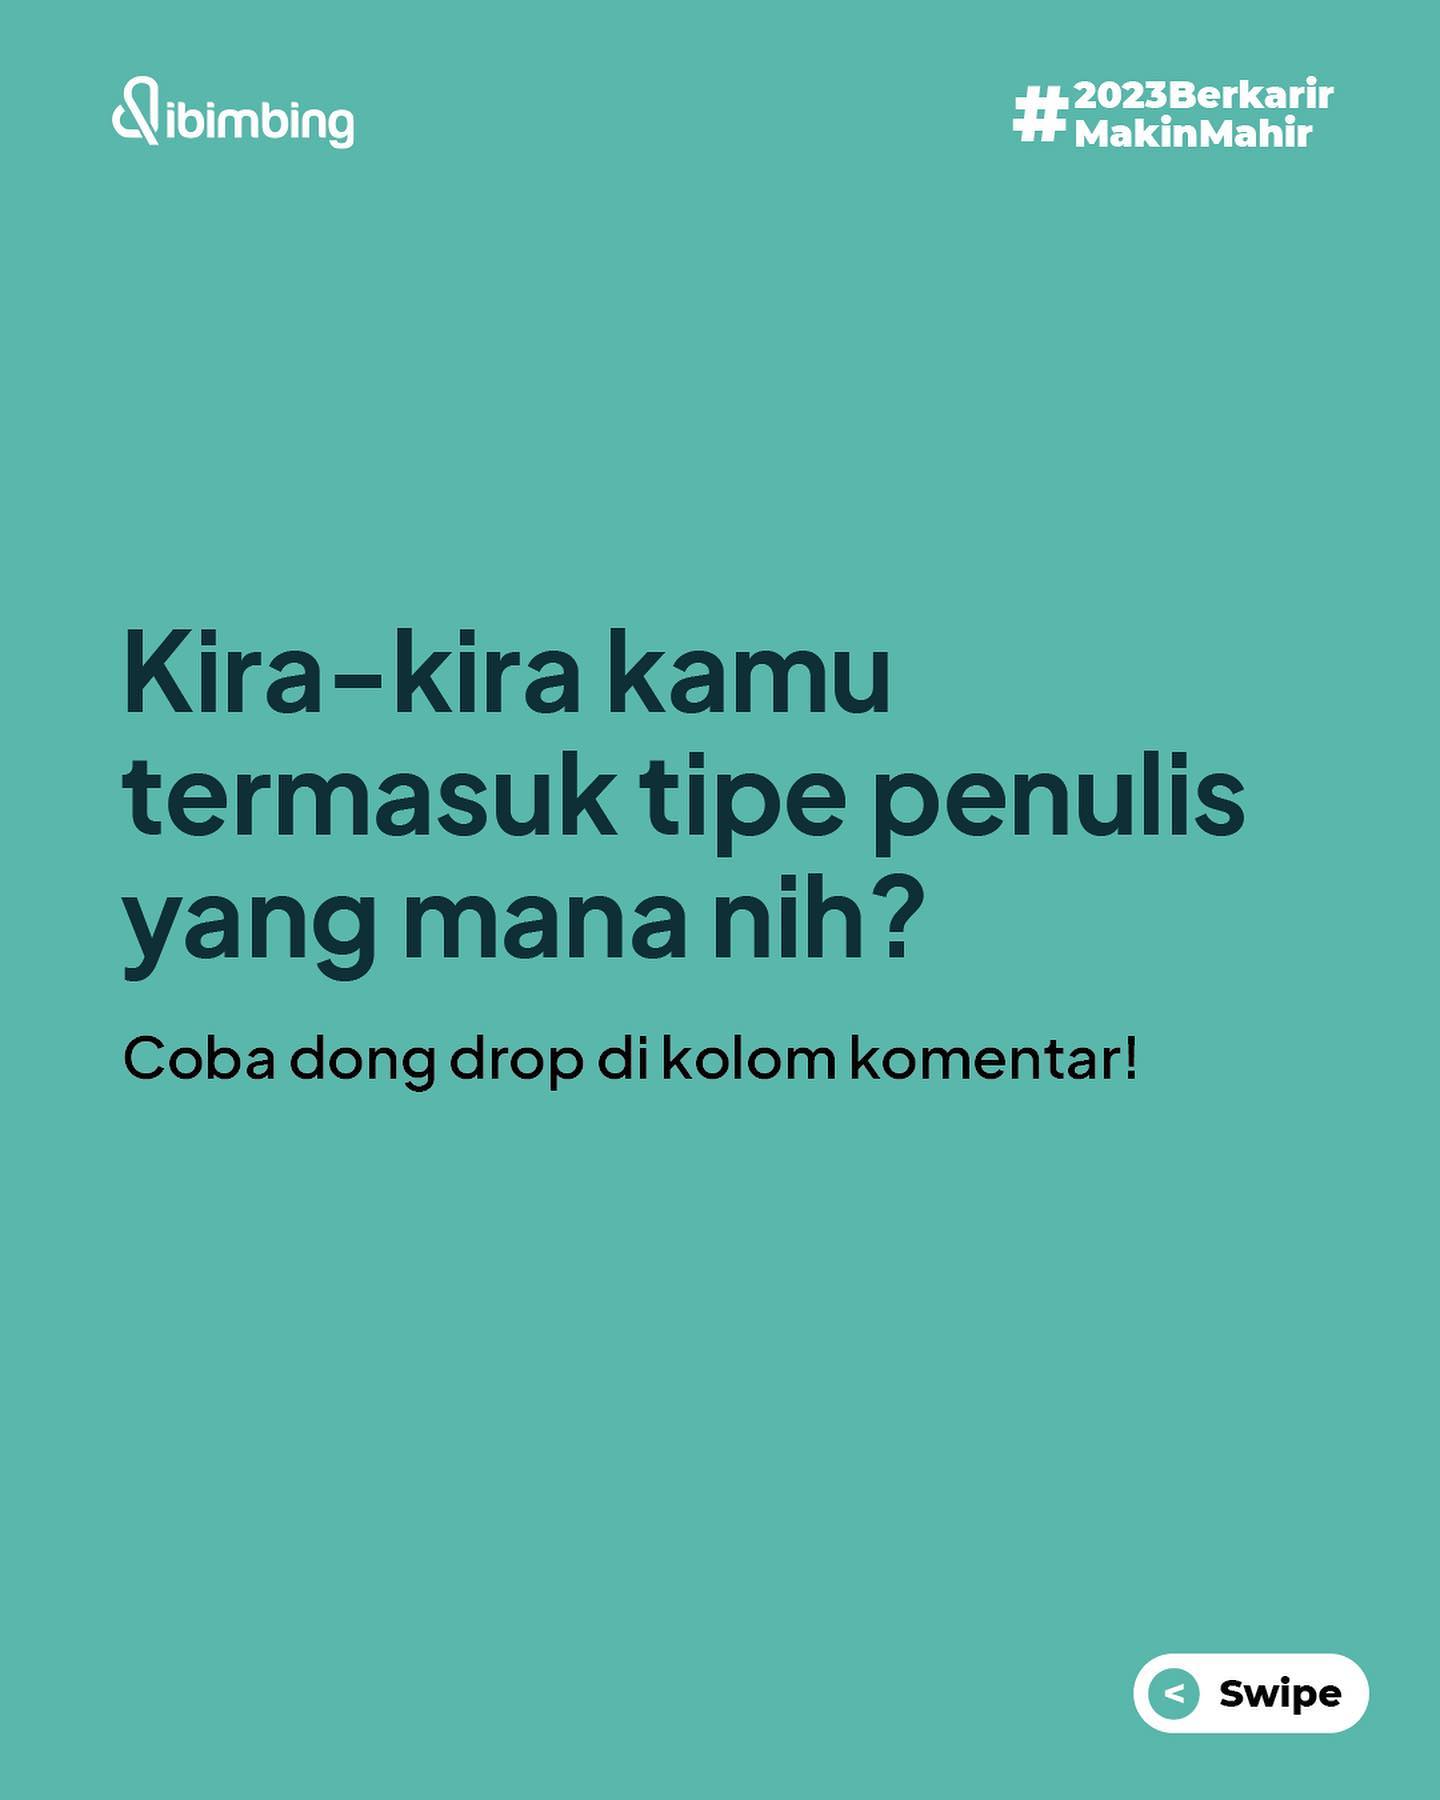 ibimbing
#2023Berkarir
MakinMahir
Kira-kira kamu
termasuk tipe penulis
yang mana nih?
Coba dong drop di kolom komentar!
< Swipe